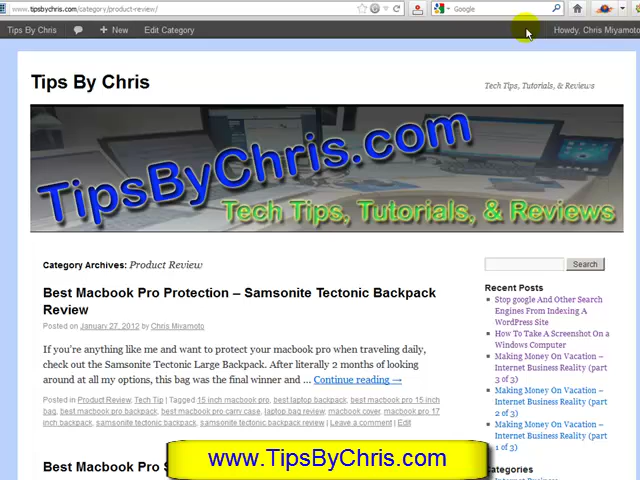 www.tipsbychris.com/category/product-review/
Google
Tips By Chris
New
Edit Category
Howdy, Chris Miyamoto
Tips By Chris
Tech Tips, Tutorials, & Reviews
TipsByChris.com
Tech Tips, Tutorials, & Reviews
Category Archives: Product Review
Search
Best Macbook Pro Protection – Samsonite Tectonic Backpack
Review
Posted on January 27, 2012 by Chris Miyamoto
If you're anything like me and want to protect your macbook pro when traveling daily,
check out the Samsonite Tectonic Large Backpack. After literally 2 months of looking
around at all my options, this bag was the final winner and ... Continue reading →
Posted in Product Review, Tech Tip | Tagged 15 inch macbook pro, best laptop backpack, best macbook pro 15 inch
bag, best macbook pro backpack, best macbook pro carry case, laptop bag review, macbook cover, macbook pro 17
inch backpack, samsonite tectonic backpack, samsonite tectonic backpack review | Leave a comment | Edit
Recent Posts
Stop google And Other Search
Engines From Indexing A
WordPress Site
How To Take A Screenshot On a
Windows Computer
Making Money On Vacation –
Internet Business Reality (part
3 of 3)
Making Money On Vacation –
Internet Business Reality (part
2 of 3)
Making Money On Vacation –
Internet Business Reality (part
1 of 3)
Categories
Best Macbook Pro S
www.TipsByChris.com